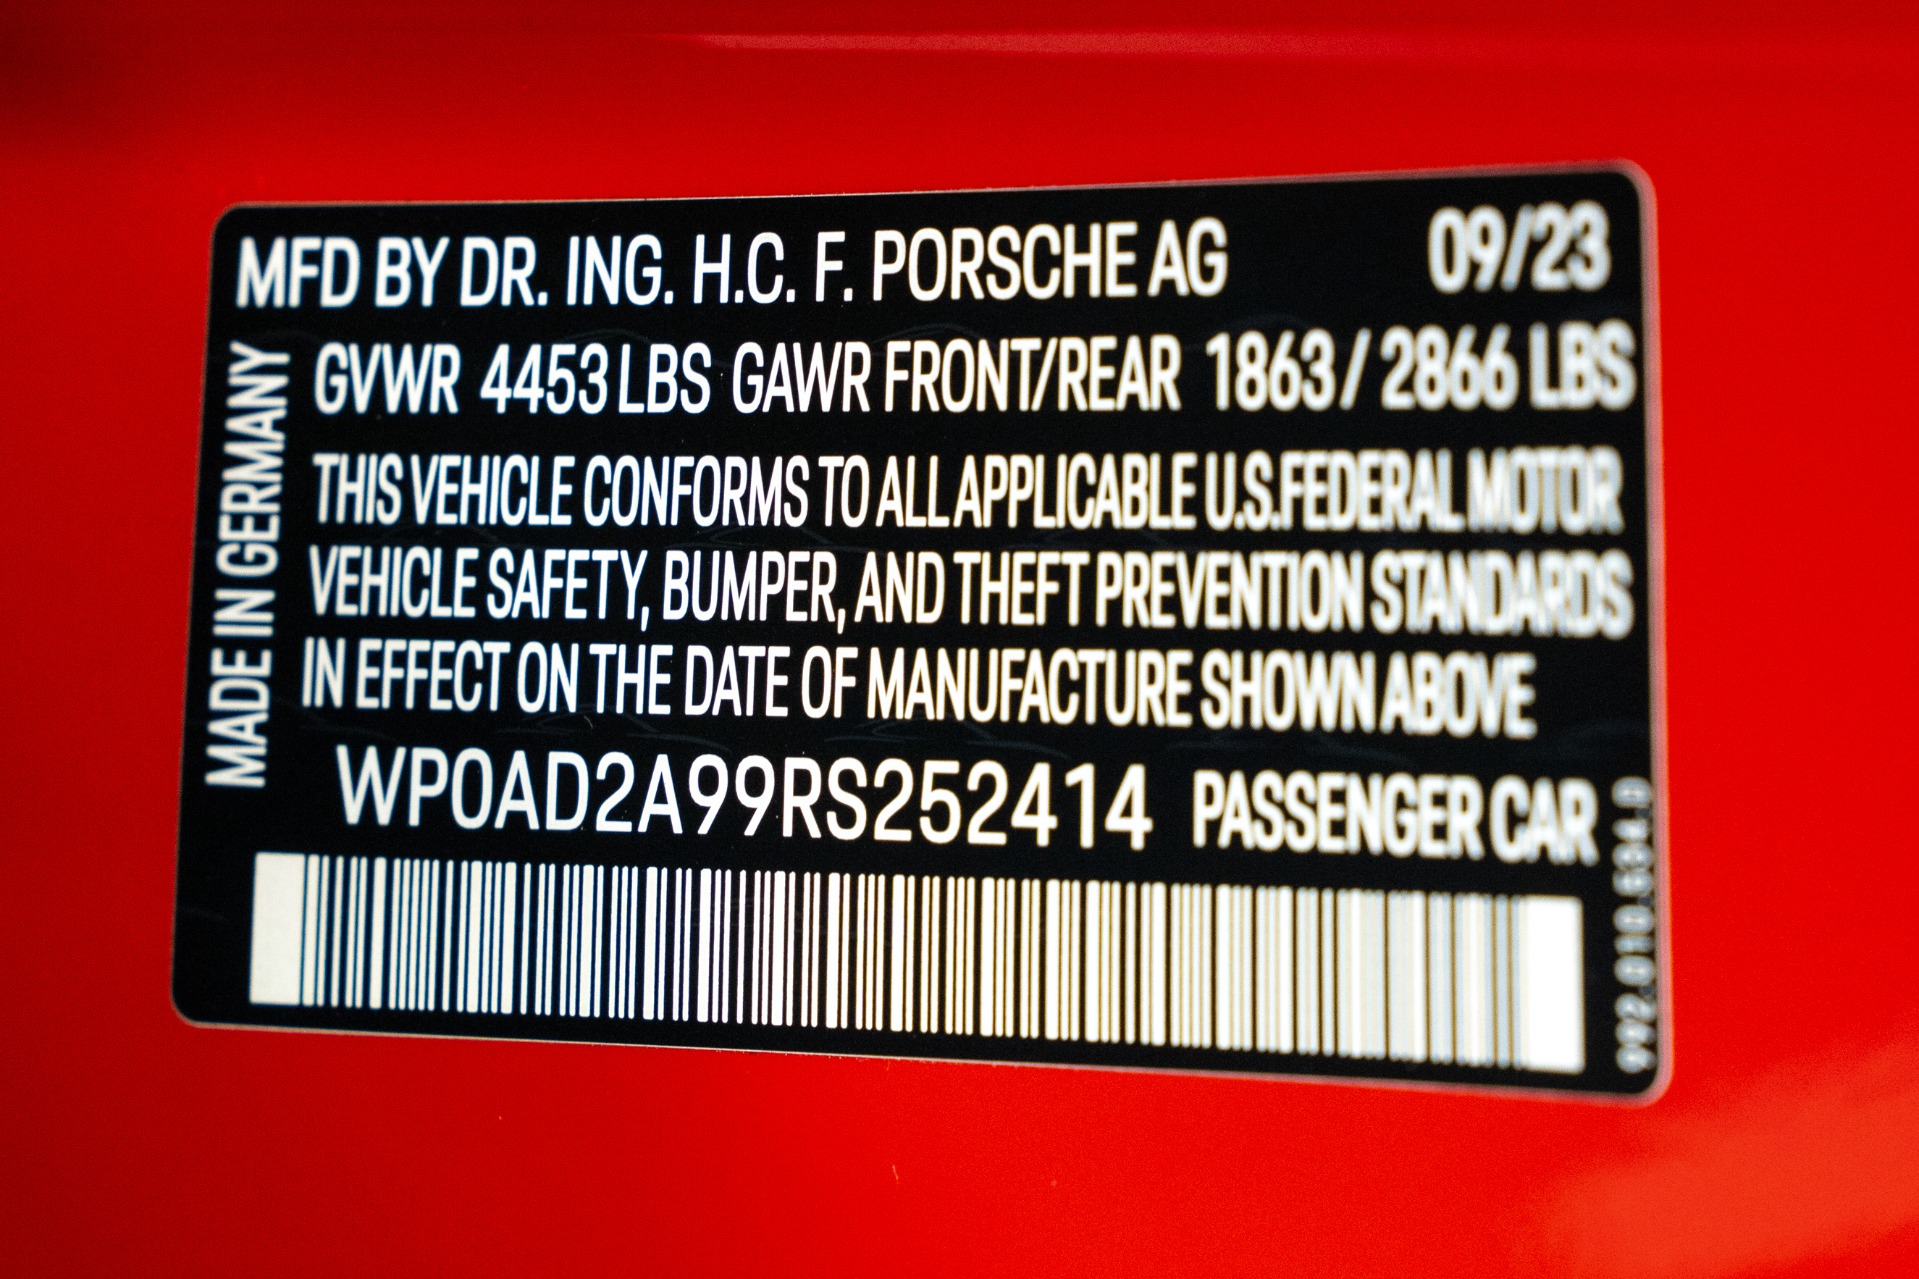 MFD BY DR. ING. H.C. F. PORSCHE AG 09/23
GVWR 4453 LBS GAWR FRONT/REAR 1863 / 2866 LBS
THIS VEHICLE CONFORMS TO ALL APPLICABLE U.S.FEDERAL MOTOR
VEHICLE SAFETY, BUMPER, AND THEFT PREVENTION STANDARDS
IN EFFECT ON THE DATE OF MANUFACTURE SHOWN ABOVE
WP0AD2A99RS252414 PASSENGER CAR
MADE IN GERMANY